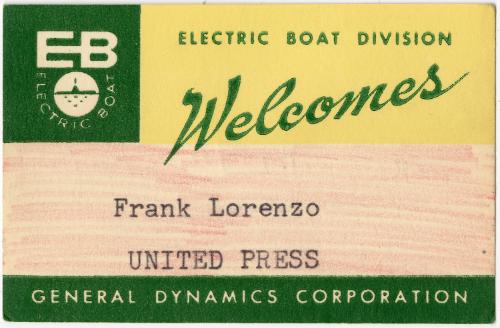 EB
ELECTRIC BOAT
ELECTRIC BOAT DIVISION
Welcomes
Frank Lorenzo
UNITED PRESS
GENERAL DYNAMICS CORPORATION